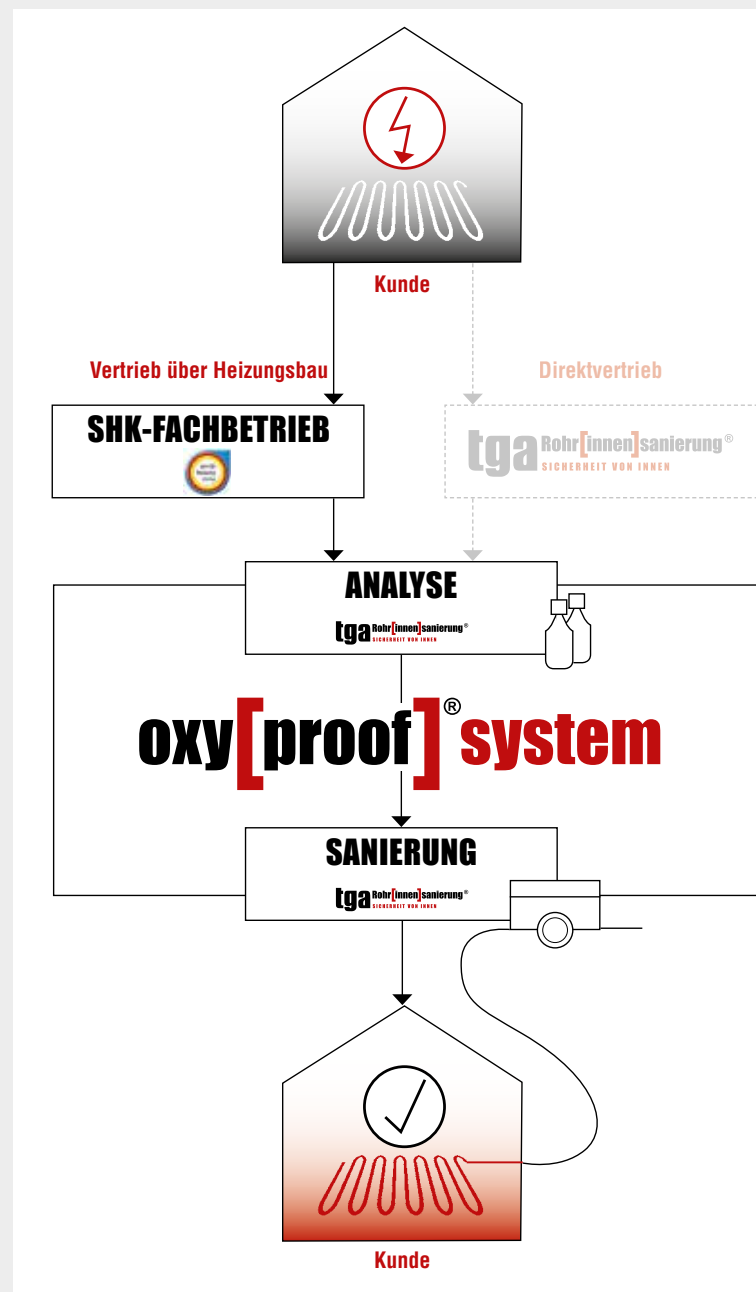 Kunde
Vertrieb über Heizungsbau
Direktvertrieb
SHK-FACHBETRIEB
tga Rohr[innen]sanierung®
SICHERHEIT VON INNEN
ANALYSE
tga Rohr[innen]sanierung®
SICHERHEIT VON INNEN
oxy[proof]® system
SANIERUNG
tga Rohr[innen]sanierung®
SICHERHEIT VON INNEN
Kunde